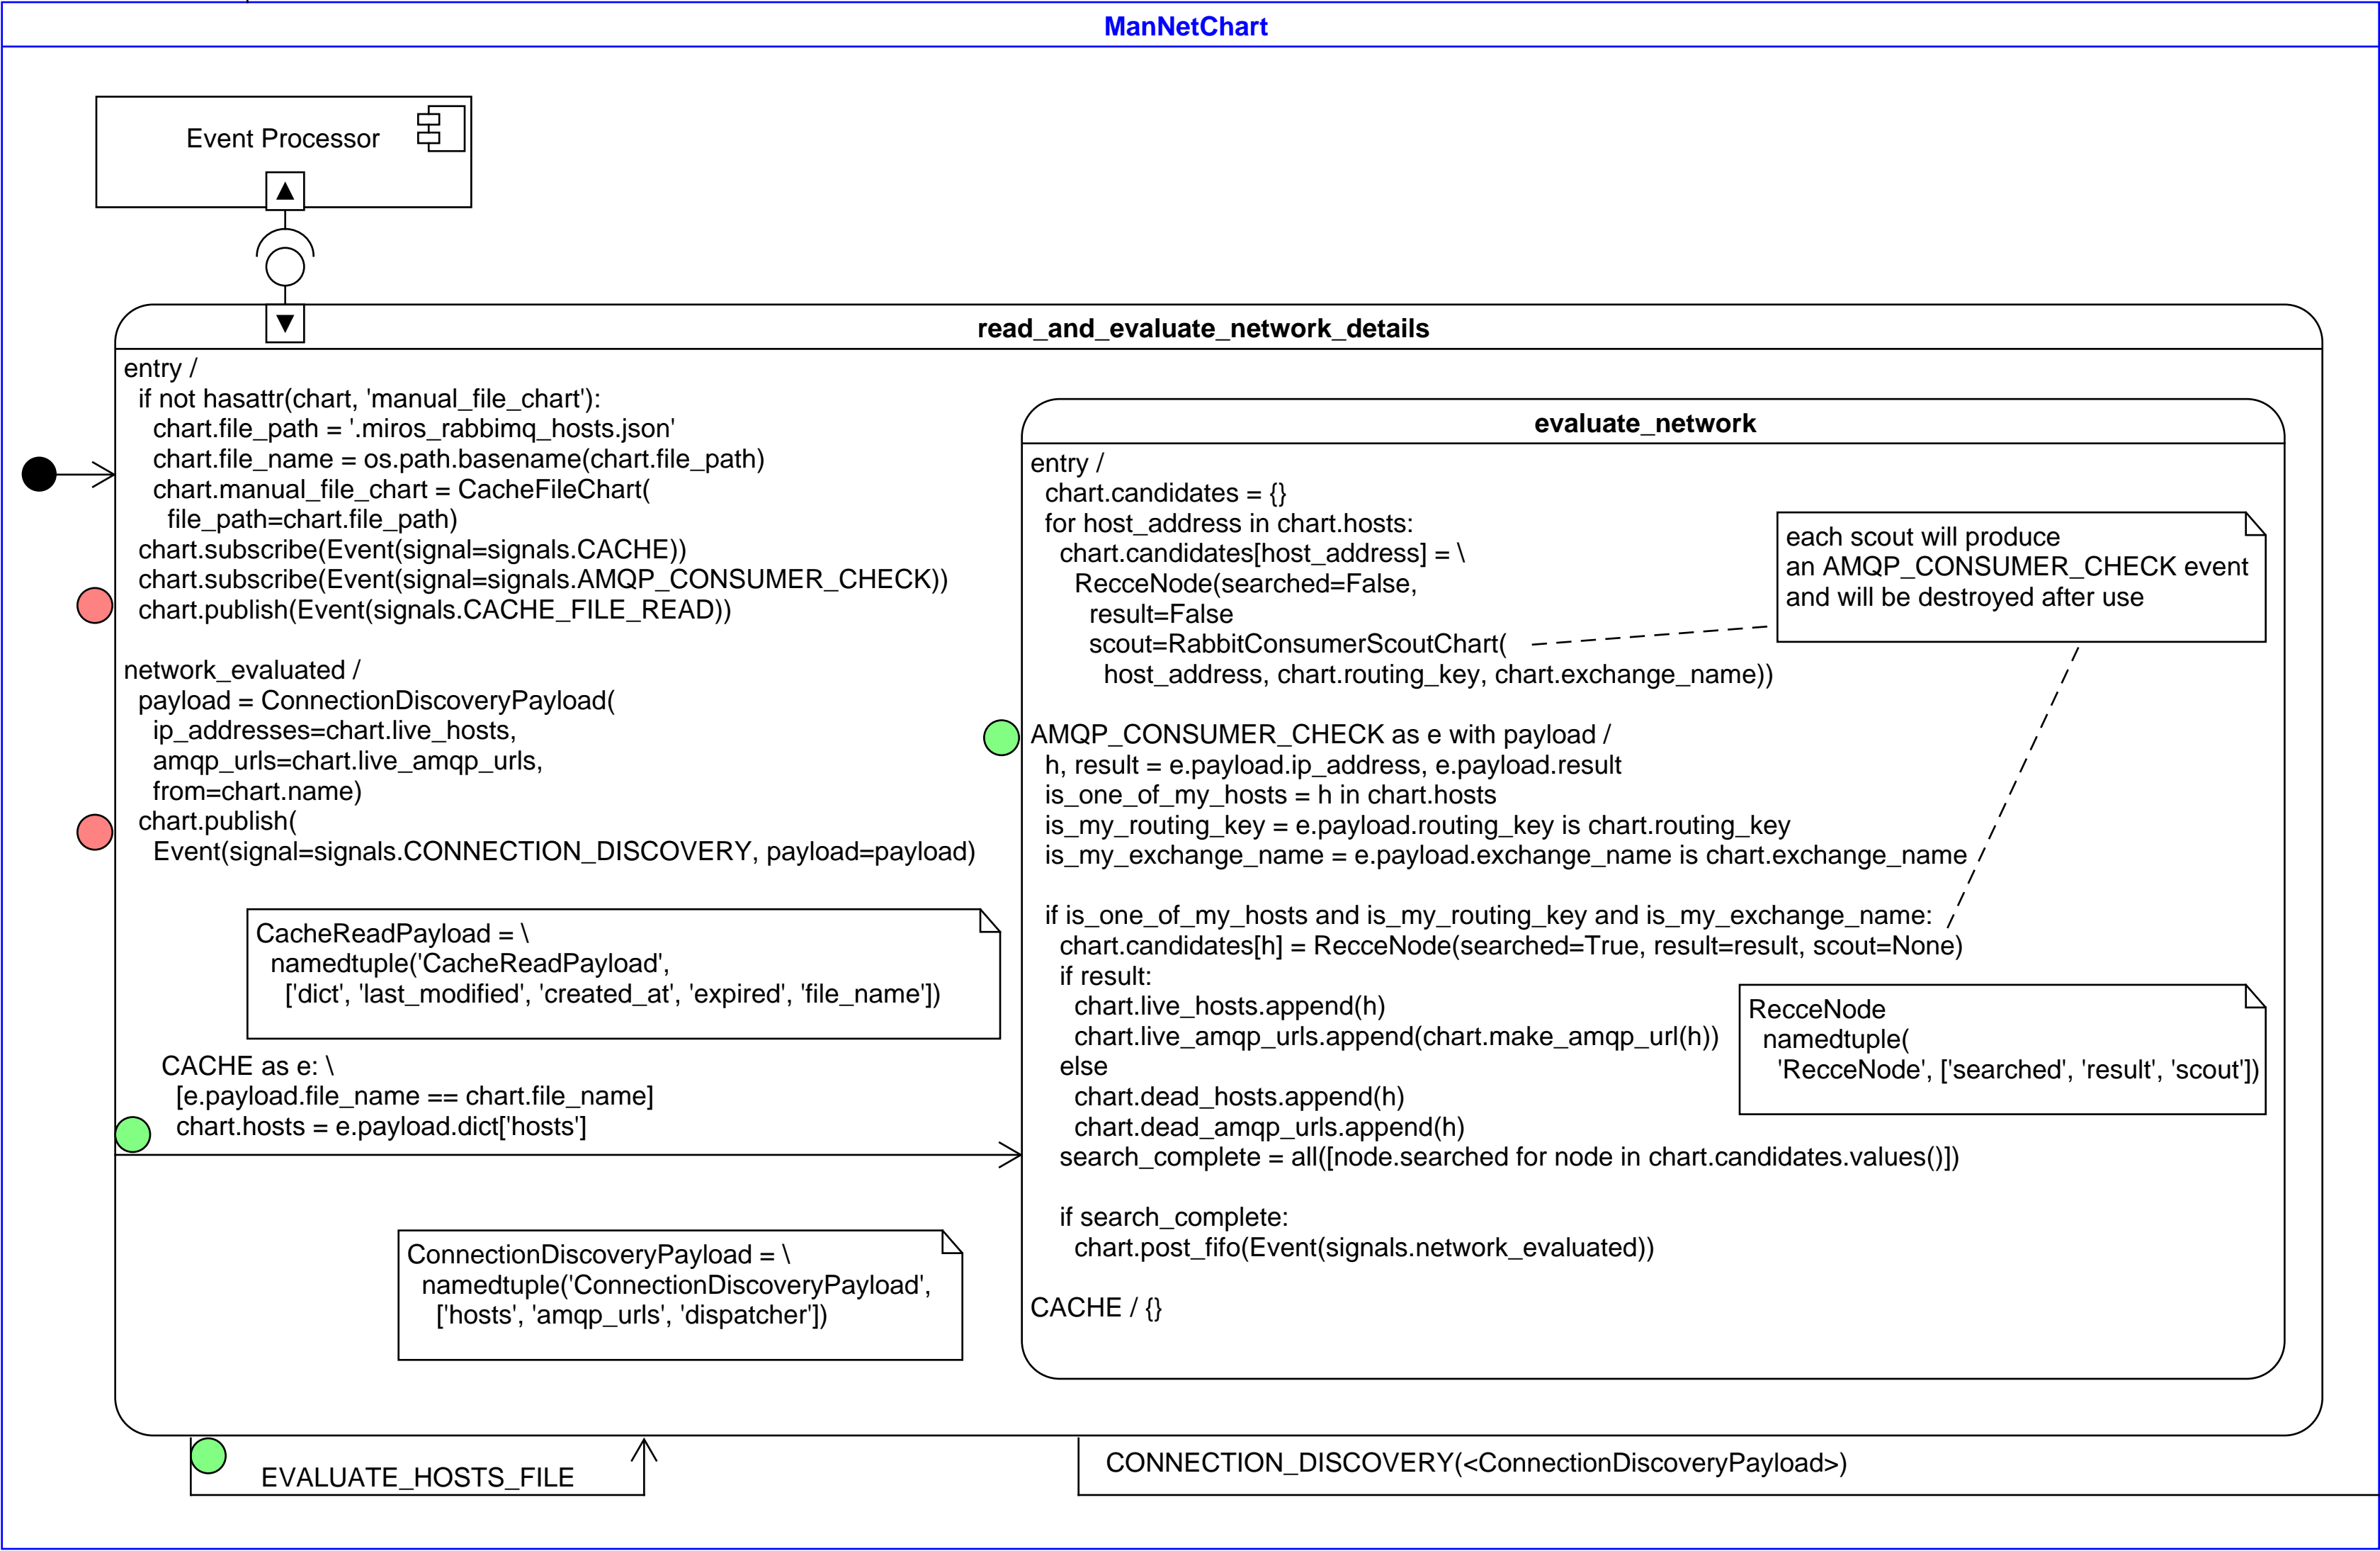 ManNetChart
Event Processor
read_and_evaluate_network_details
entry /
if not hasattr(chart, 'manual_file_chart'):
chart.file_path = '.miros_rabbimq_hosts.json'
chart.file_name = os.path.basename(chart.file_path)
chart.manual_file_chart = CacheFileChart(
file_path=chart.file_path)
chart.subscribe(Event(signal=signals.CACHE))
chart.subscribe(Event(signal=signals.AMQP_CONSUMER_CHECK))
chart.publish(Event(signals.CACHE_FILE_READ))
network_evaluated /
payload = ConnectionDiscoveryPayload(
ip_addresses=chart.live_hosts,
amqp_urls=chart.live_amqp_urls,
from=chart.name)
chart.publish(
Event(signal=signals.CONNECTION_DISCOVERY, payload=payload)
CacheReadPayload = \
namedtuple('CacheReadPayload',
['dict', 'last_modified', 'created_at', 'expired', 'file_name'])
CACHE as e: \
[e.payload.file_name == chart.file_name]
chart.hosts = e.payload.dict['hosts']
ConnectionDiscoveryPayload = \
namedtuple('ConnectionDiscoveryPayload',
['hosts', 'amqp_urls', 'dispatcher'])
evaluate_network
entry /
chart.candidates = {}
for host_address in chart.hosts:
chart.candidates[host_address] = \
RecceNode(searched=False,
result=False
scout=RabbitConsumerScoutChart(
host_address, chart.routing_key, chart.exchange_name))
each scout will produce
an AMQP_CONSUMER_CHECK event
and will be destroyed after use
AMQP_CONSUMER_CHECK as e with payload /
h, result = e.payload.ip_address, e.payload.result
is_one_of_my_hosts = h in chart.hosts
is_my_routing_key = e.payload.routing_key is chart.routing_key
is_my_exchange_name = e.payload.exchange_name is chart.exchange_name
if is_one_of_my_hosts and is_my_routing_key and is_my_exchange_name:
chart.candidates[h] = RecceNode(searched=True, result=result, scout=None)
if result:
chart.live_hosts.append(h)
chart.live_amqp_urls.append(chart.make_amqp_url(h))
else
chart.dead_hosts.append(h)
chart.dead_amqp_urls.append(h)
search_complete = all([node.searched for node in chart.candidates.values()])
if search_complete:
chart.post_fifo(Event(signals.network_evaluated))
CACHE / {}
RecceNode
namedtuple(
'RecceNode', ['searched', 'result', 'scout'])
EVALUATE_HOSTS_FILE
CONNECTION_DISCOVERY(<ConnectionDiscoveryPayload>)